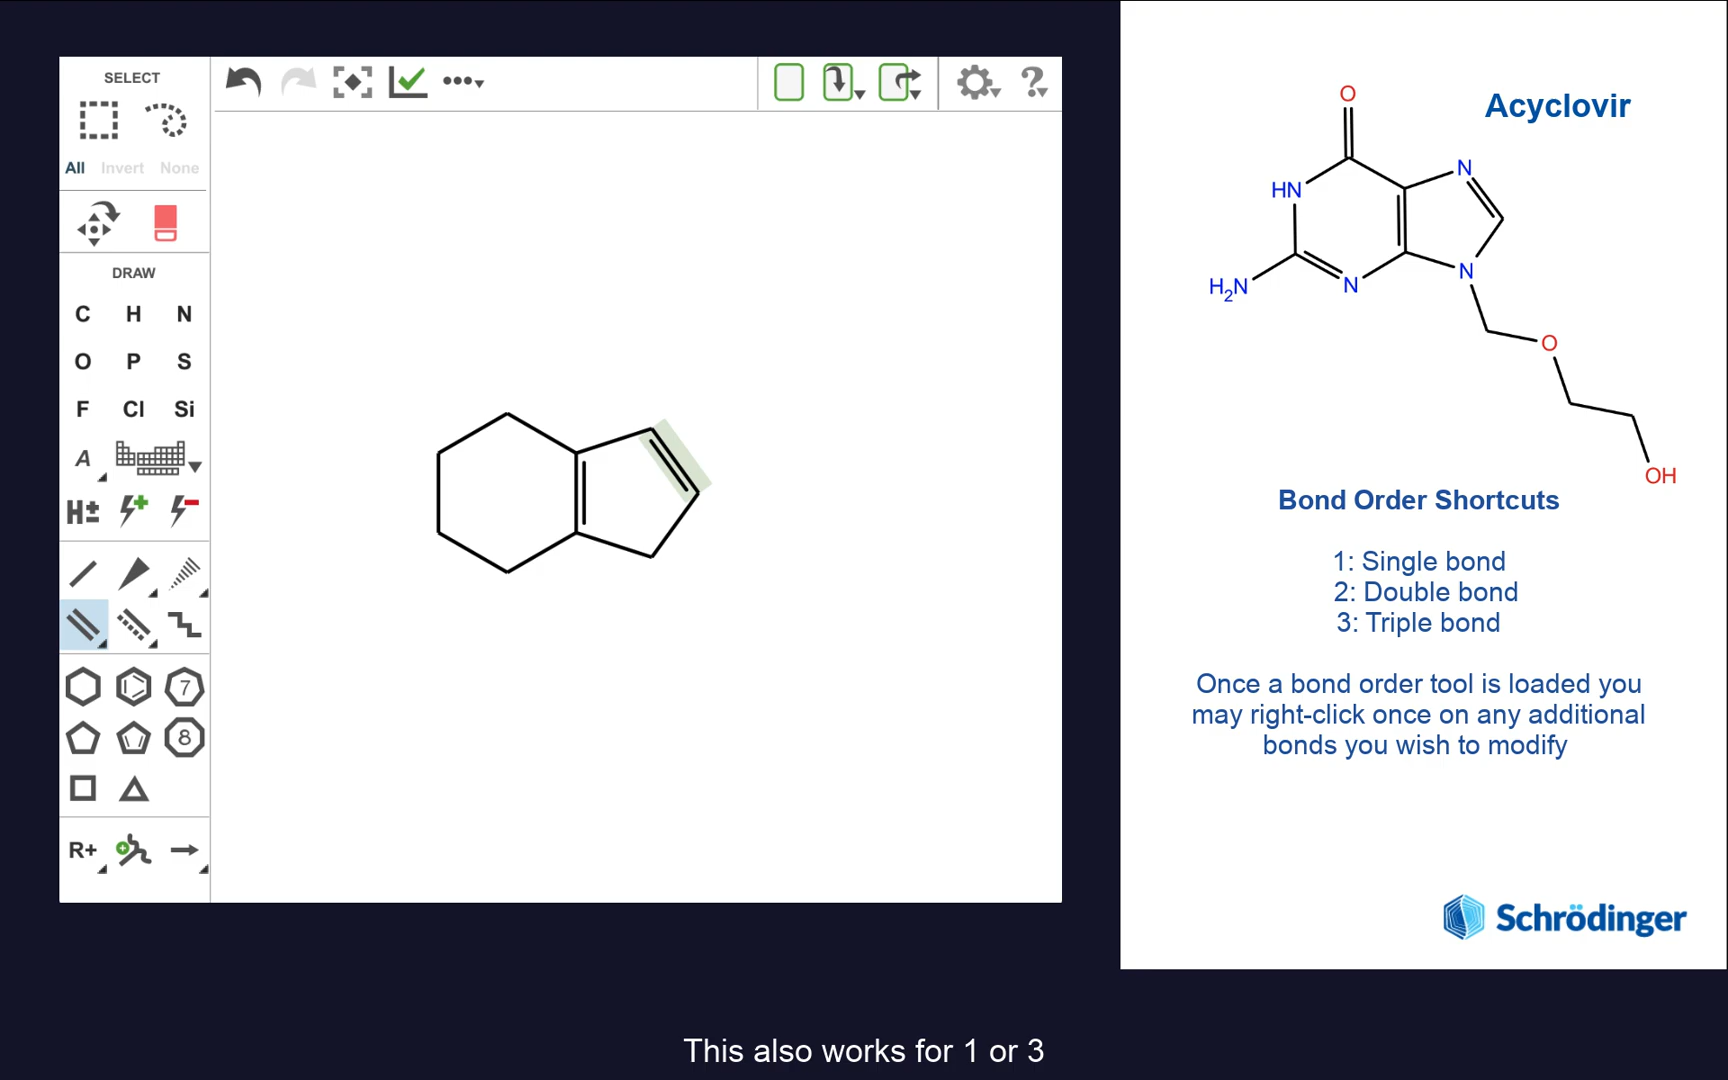 SELECT
All Invert None
DRAW
C H N
O P S
F Cl Si
A
H±
7
8
R+
?
Acyclovir
O
N
HN
N
H2N
N
O
OH
Bond Order Shortcuts
1: Single bond
2: Double bond
3: Triple bond
Once a bond order tool is loaded you
may right-click once on any additional
bonds you wish to modify
Schrödinger
This also works for 1 or 3